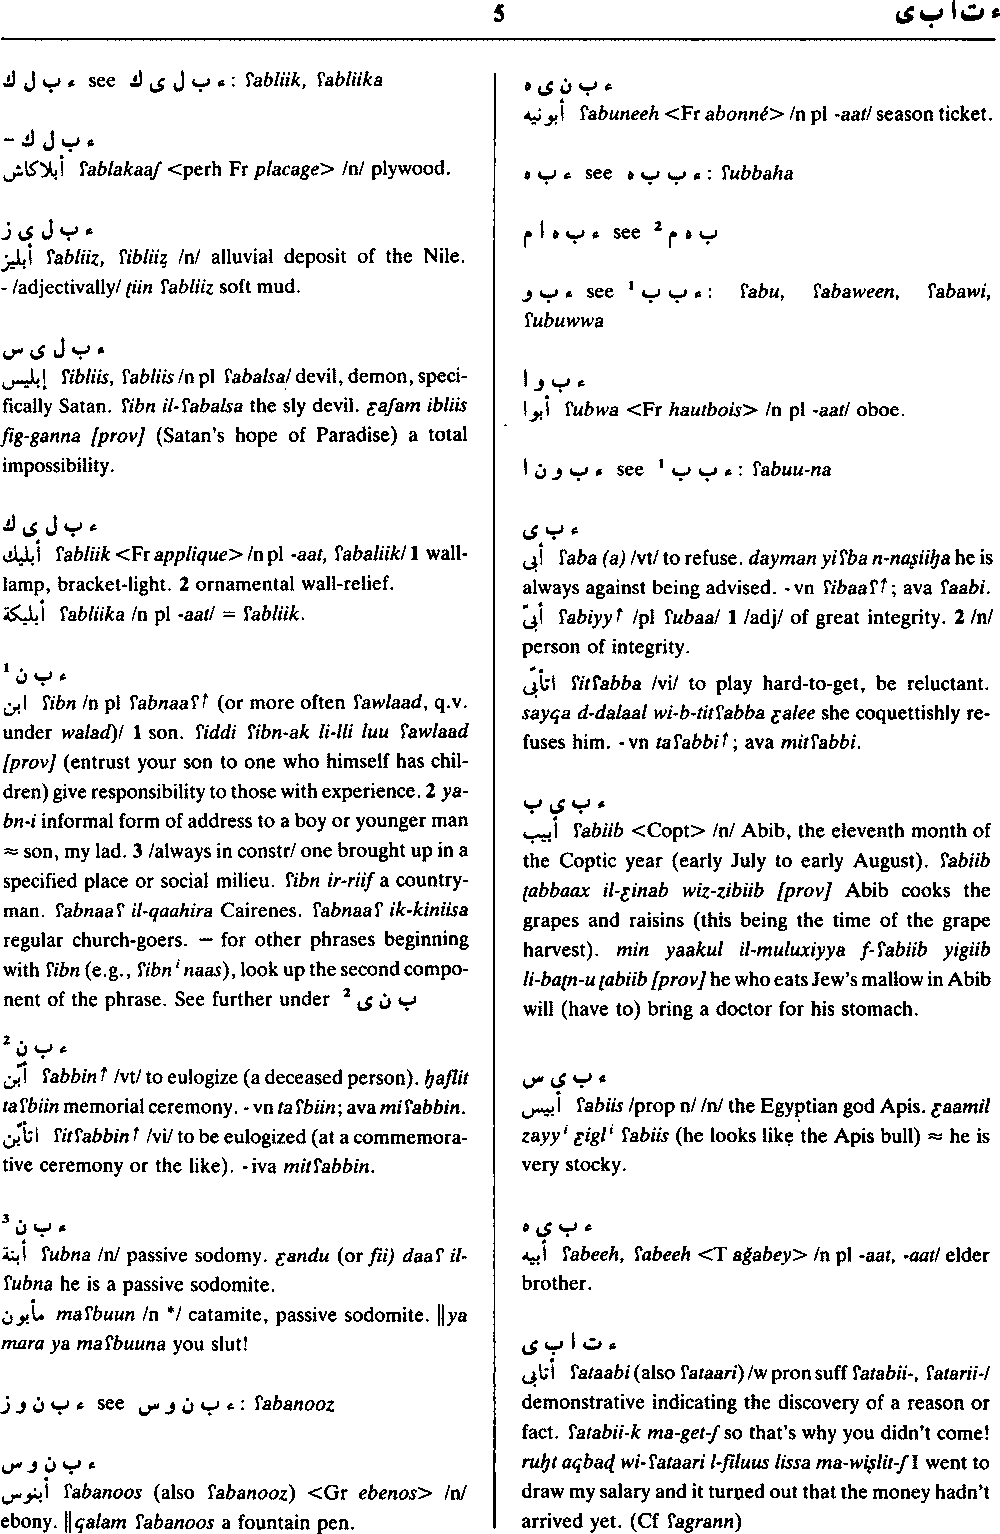 5
ء ت ا ب ى
ء ب ل ك see ء ب ل ى ك : ʕabliik, ʕabliika
ء ب ل ك –
أبلاكاش ʕablakaaʃ <perh Fr placage> /n/ plywood.
ء ب ل ى ز
أبليز ʕabliiz, ʕibliiẓ /n/ alluvial deposit of the Nile.
- /adjectivally/ ṭiin ʕabliiz soft mud.
ء ب ل ى س
إبليس ʕibliis, ʕabliis /n pl ʕabalsa/ devil, demon, speci-
fically Satan. ʕibn il-ʕabalsa the sly devil. ɛaʃam ibliis
fig-ganna [prov] (Satan's hope of Paradise) a total
impossibility.
ء ب ل ى ك
أبليك ʕabliik <Fr applique> /n pl -aat, ʕabaliik/ 1 wall-
lamp, bracket-light. 2 ornamental wall-relief.
أبليكة ʕabliika /n pl -aat/ = ʕabliik.
ء ب ن ¹
ابن ʕibn /n pl ʕabnaaʕ↑ (or more often ʕawlaad, q.v.
under walad)/ 1 son. ʕiddi ʕibn-ak li-lli luu ʕawlaad
[prov] (entrust your son to one who himself has chil-
dren) give responsibility to those with experience. 2 ya-
bn-i informal form of address to a boy or younger man
≈ son, my lad. 3 /always in constr/ one brought up in a
specified place or social milieu. ʕibn ir-riif a country-
man. ʕabnaaʕ il-qaahira Cairenes. ʕabnaaʕ ik-kiniisa
regular church-goers. — for other phrases beginning
with ʕibn (e.g., ʕibnⁱ naas), look up the second compo-
nent of the phrase. See further under ب ن ى ²
ء ب ن ²
أبّن ʕabbin↑ /vt/ to eulogize (a deceased person). ḥaflit
taʕbiin memorial ceremony. - vn taʕbiin; ava miʕabbin.
اتأبّن ʕitʕabbin↑ /vi/ to be eulogized (at a commemora-
tive ceremony or the like). - iva mitʕabbin.
ء ب ن ³
أبنة ʕubna /n/ passive sodomy. ɛandu (or fii) daaʕ il-
ʕubna he is a passive sodomite.
مأبون maʕbuun /n */ catamite, passive sodomite. ‖ya
mara ya maʕbuuna you slut!
ء ب ن و ز see ء ب ن و س : ʕabanooz
ء ب ن و س
أبنوس ʕabanoos (also ʕabanooz) <Gr ebenos> /n/
ebony. ‖qalam ʕabanoos a fountain pen.
ء ب ن ى ه
أبونيه ʕabuneeh <Fr abonné> /n pl -aat/ season ticket.
ء ب ه see ء ب ب ه : ʕubbaha
ء ب ه ا م see ب ه م ²
ء ب و see ء ب ب ¹ : ʕabu, ʕabaween, ʕabawi,
ʕubuwwa
ء ب و ا
أبوا ʕubwa <Fr hautbois> /n pl -aat/ oboe.
ء ب و ن ا see ء ب ب ¹ : ʕabuu-na
ء ب ى
أبى ʕaba (a) /vt/ to refuse. dayman yiʕba n-naṣiiḥa he is
always against being advised. - vn ʕibaaʕ↑; ava ʕaabi.
أبيّ ʕabiyy↑ /pl ʕubaa/ 1 /adj/ of great integrity. 2 /n/
person of integrity.
اتأبّى ʕitʕabba /vi/ to play hard-to-get, be reluctant.
sayqa d-dalaal wi-b-titʕabba ɛalee she coquettishly re-
fuses him. - vn taʕabbi↑; ava mitʕabbi.
ء ب ى ب
أبيب ʕabiib <Copt> /n/ Abib, the eleventh month of
the Coptic year (early July to early August). ʕabiib
ṭabbaax il-ɛinab wiz-zibiib [prov] Abib cooks the
grapes and raisins (this being the time of the grape
harvest). min yaakul il-muluxiyya f-ʕabiib yigiib
li-baṭn-u ṭabiib [prov] he who eats Jew's mallow in Abib
will (have to) bring a doctor for his stomach.
ء ب ى س
أبيس ʕabiis /prop n/ /n/ the Egyptian god Apis. ɛaamil
zayyⁱ ɛiglⁱ ʕabiis (he looks like the Apis bull) ≈ he is
very stocky.
ء ب ى ه
أبيه ʕabeeh, ʕabeeh <T ağabey> /n pl -aat, -aat/ elder
brother.
ء ت ا ب ى
أتابى ʕataabi (also ʕataari) /w pron suff ʕatabii-, ʕatarii-/
demonstrative indicating the discovery of a reason or
fact. ʕatabii-k ma-get-ʃ so that's why you didn't come!
ruḥt aqbaḍ wi-ʕataari l-filuus lissa ma-wiṣlit-ʃ I went to
draw my salary and it turned out that the money hadn't
arrived yet. (Cf ʕagrann)